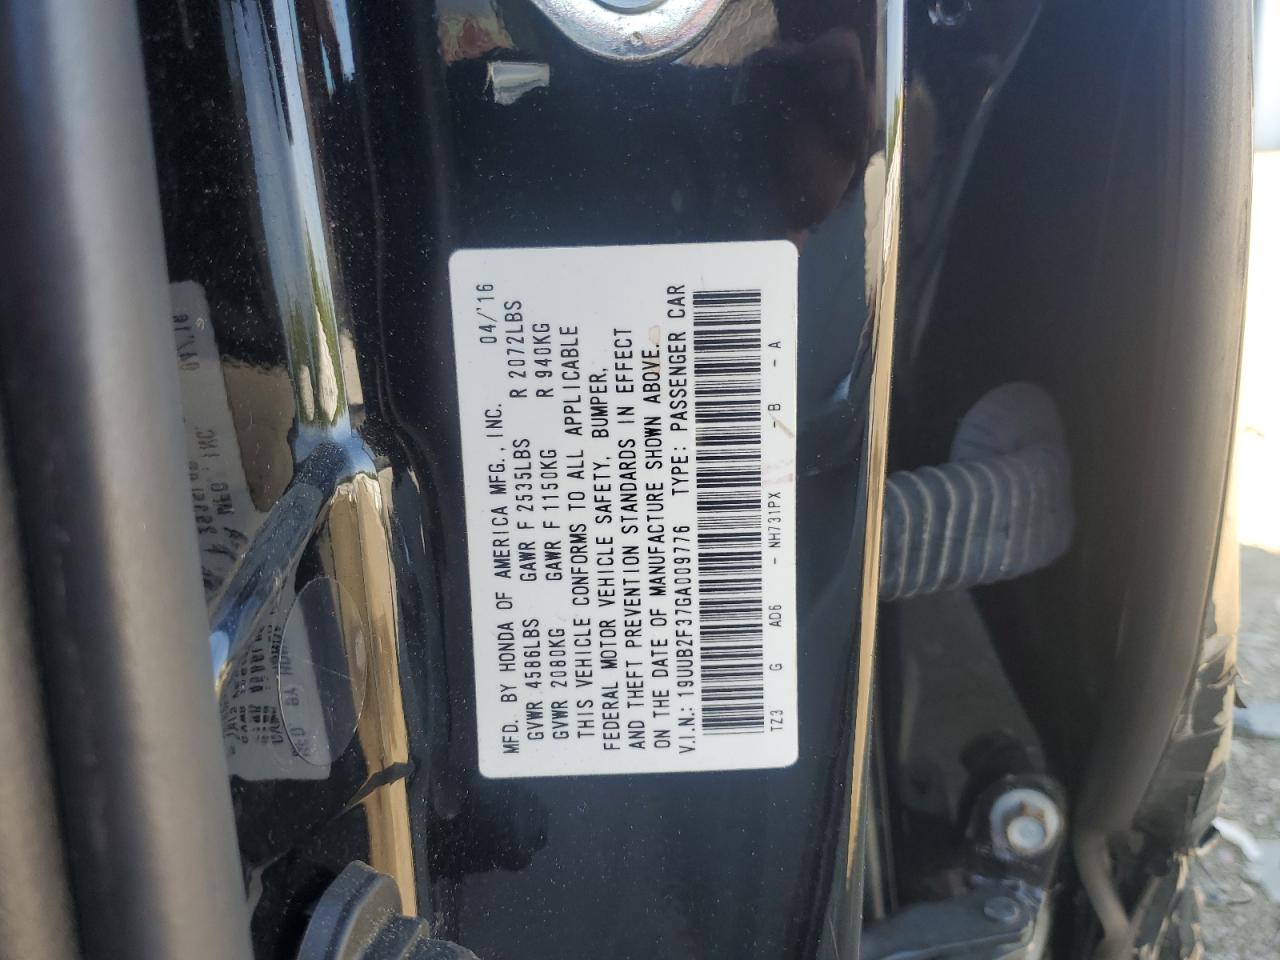 MFD. BY HONDA OF AMERICA MFG., INC. 04/'16
GVWR 4586LBS GAWR F 2535LBS R 2072LBS
GVWR 2080KG GAWR F 1150KG R 940KG
THIS VEHICLE CONFORMS TO ALL APPLICABLE
FEDERAL MOTOR VEHICLE SAFETY, BUMPER,
AND THEFT PREVENTION STANDARDS IN EFFECT
ON THE DATE OF MANUFACTURE SHOWN ABOVE.
V.I.N.: 19UUB2F37GA009776 TYPE: PASSENGER CAR
TZ3 G AD6 - NH731PX - B - A